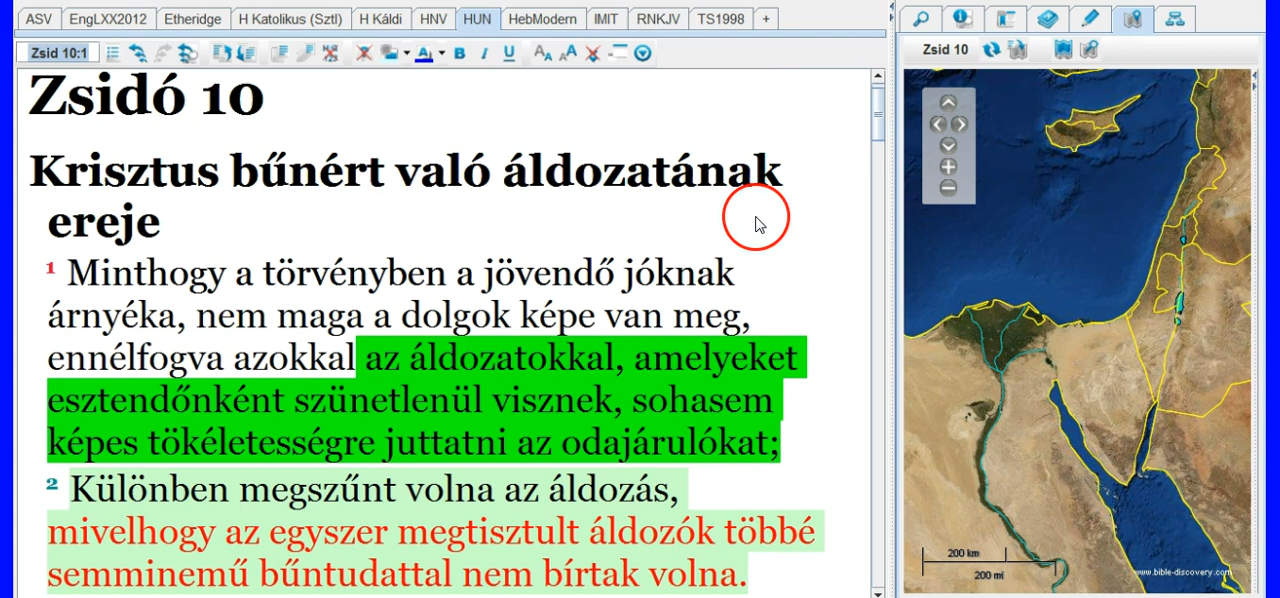 ASV EngLXX2012 Etheridge H Katolikus (Sztl) H Káldi HNV HUN HebModern IMIT RNKJV TS1998 +
Zsid 10:1
B I U A A A A A
Zsid 10
Zsidó 10
Krisztus bűnért való áldozatának
ereje
1 Minthogy a törvényben a jövendő jóknak
árnyéka, nem maga a dolgok képe van meg,
ennélfogva azokkal az áldozatokkal, amelyeket
esztendőnként szünetlenül visznek, sohasem
képes tökéletességre juttatni az odajárulókat;
2 Különben megszűnt volna az áldozás,
mivelhogy az egyszer megtisztult áldozók többé
semminemű bűntudattal nem bírtak volna.
200 km
200 mi
www.bible-discovery.com